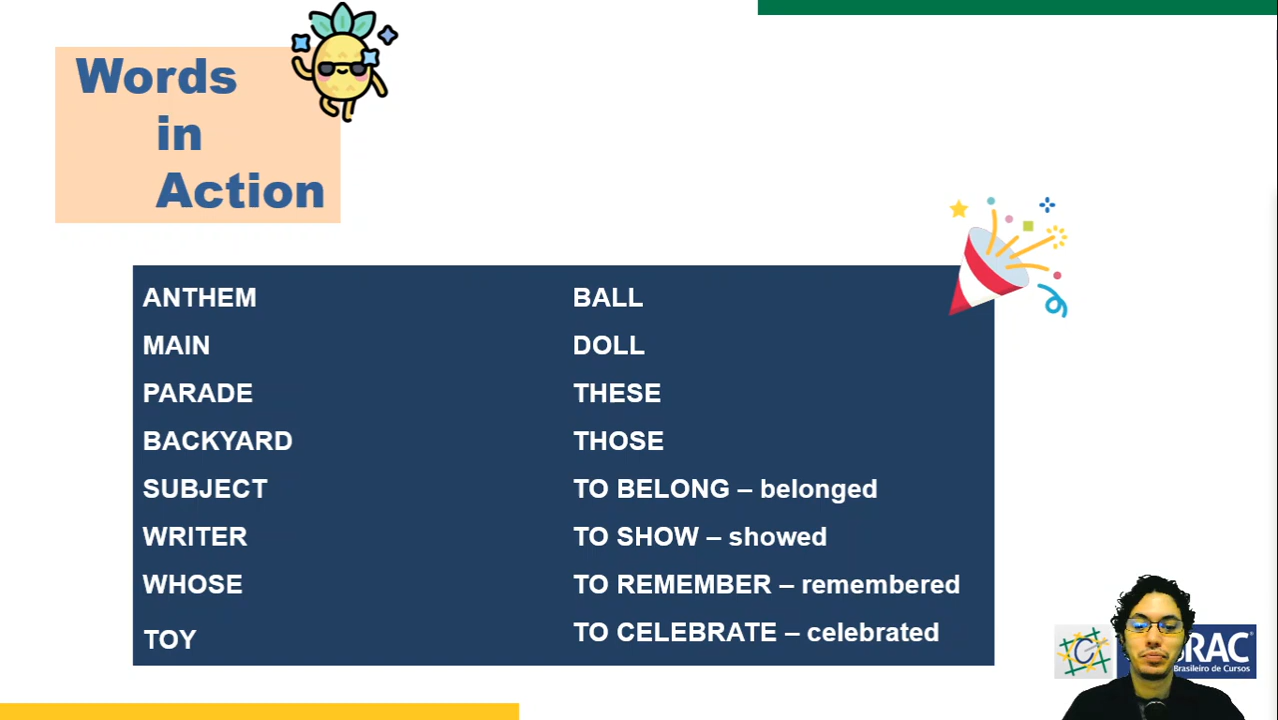 Words
in
Action
ANTHEM
MAIN
PARADE
BACKYARD
SUBJECT
WRITER
WHOSE
TOY
BALL
DOLL
THESE
THOSE
TO BELONG – belonged
TO SHOW – showed
TO REMEMBER – remembered
TO CELEBRATE – celebrated
C
RAC
Brasileiro de Cursos